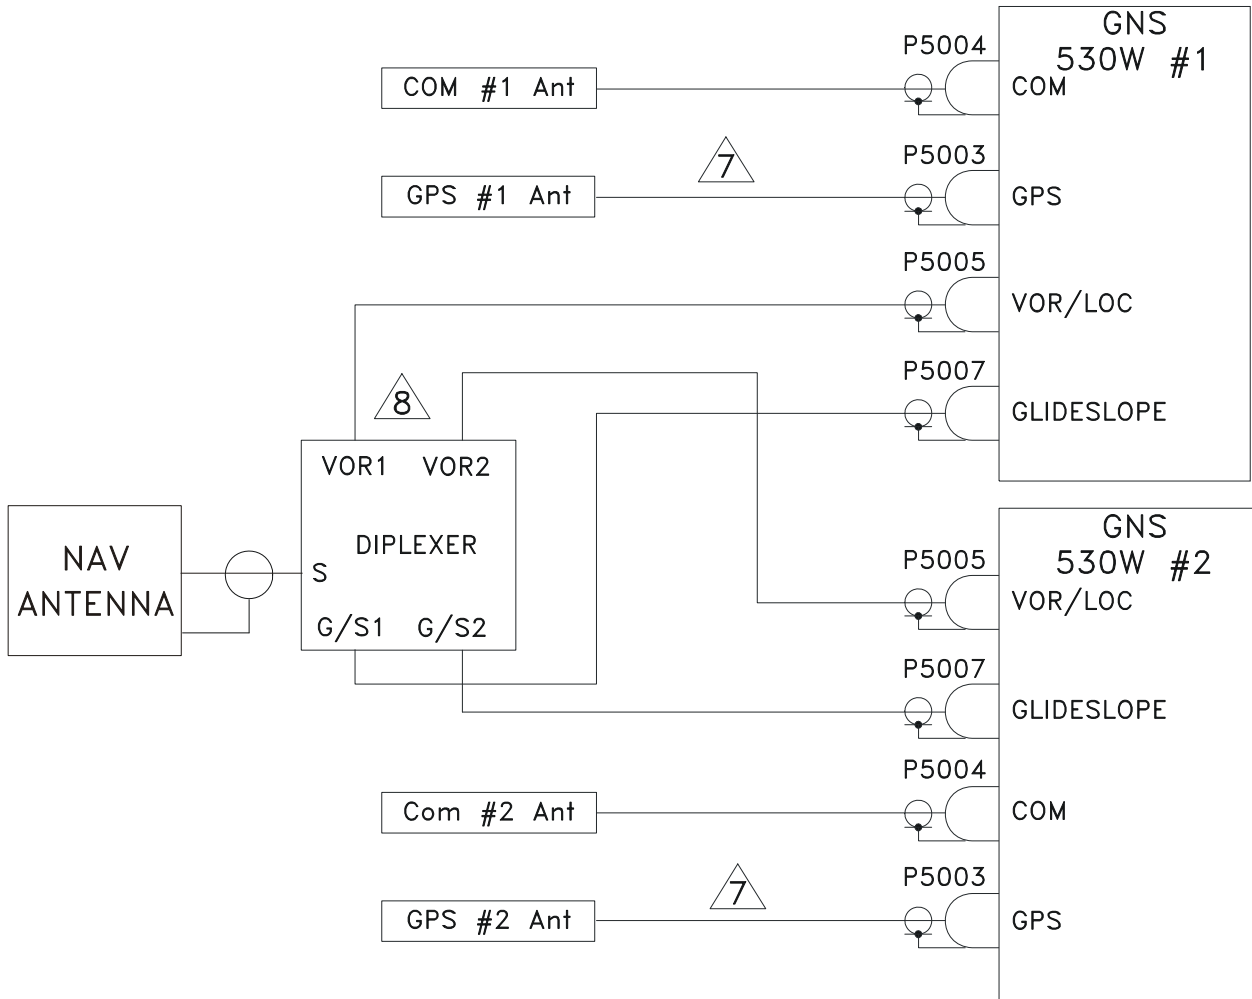 GNS
530W #1
P5004
COM #1 Ant
COM
7
P5003
GPS #1 Ant
GPS
P5005
VOR/LOC
P5007
8
GLIDESLOPE
VOR1 VOR2
DIPLEXER
NAV
ANTENNA
S
G/S1 G/S2
GNS
530W #2
P5005
VOR/LOC
P5007
GLIDESLOPE
P5004
Com #2 Ant
COM
7
P5003
GPS #2 Ant
GPS